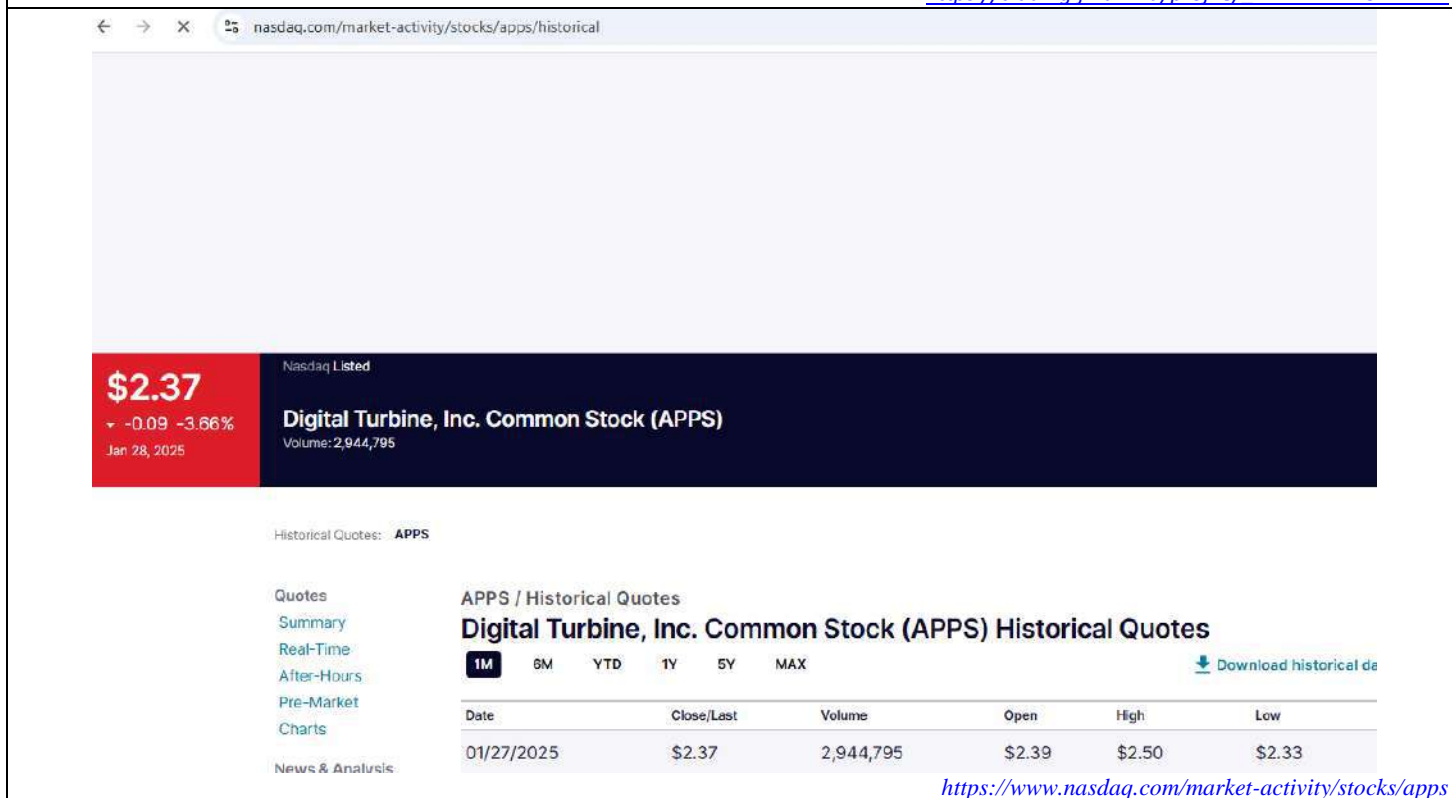 nasdaq.com/market-activity/stocks/apps/historical
$2.37
-0.09 -3.66%
Jan 28, 2025
Nasdaq Listed
Digital Turbine, Inc. Common Stock (APPS)
Volume: 2,944,795
Historical Quotes: APPS
Quotes
Summary
Real-Time
After-Hours
Pre-Market
Charts
News & Analysis
APPS / Historical Quotes
Digital Turbine, Inc. Common Stock (APPS) Historical Quotes
1M 6M YTD 1Y 5Y MAX
Download historical da
Date Close/Last Volume Open High Low
01/27/2025 $2.37 2,944,795 $2.39 $2.50 $2.33
https://www.nasdaq.com/market-activity/stocks/apps